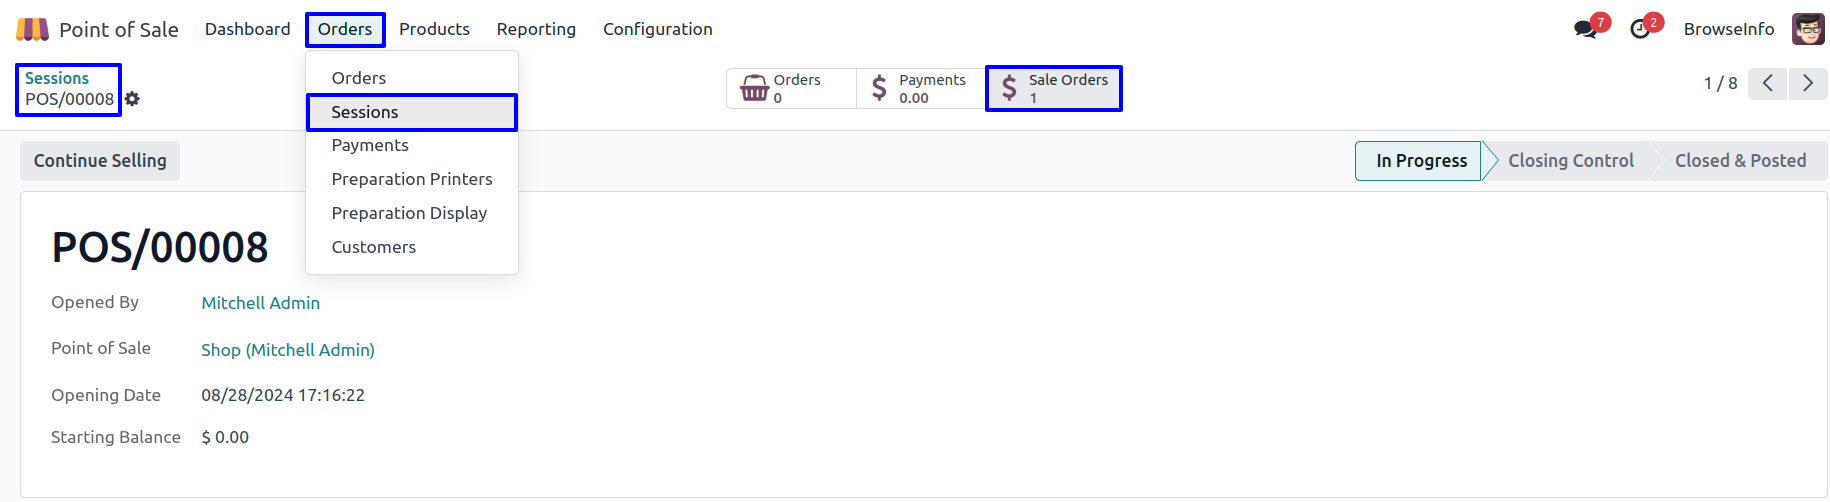 Point of Sale Dashboard Orders Products Reporting Configuration 7 2 BrowseInfo
Sessions
POS/00008
Orders
Sessions
Payments
Preparation Printers
Preparation Display
Customers
Orders
0
Payments
0.00
Sale Orders
1
1 / 8
Continue Selling
In Progress Closing Control Closed & Posted
POS/00008
Opened By Mitchell Admin
Point of Sale Shop (Mitchell Admin)
Opening Date 08/28/2024 17:16:22
Starting Balance $ 0.00